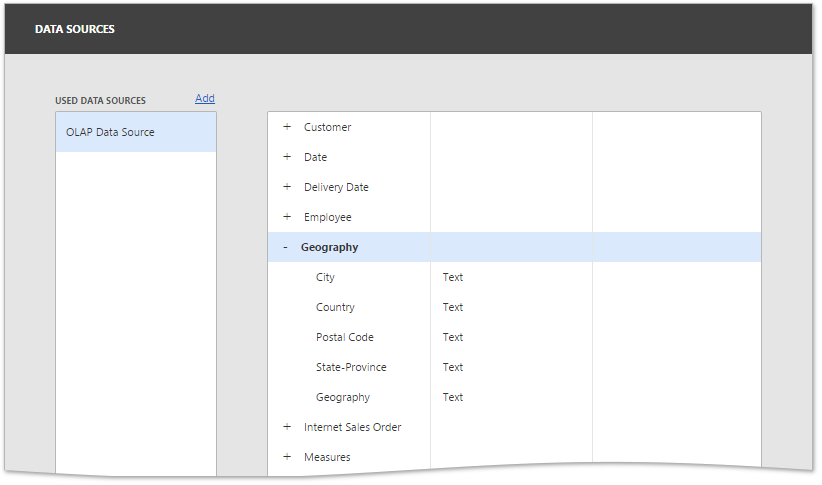 DATA SOURCES
USED DATA SOURCES Add
OLAP Data Source
+ Customer
+ Date
+ Delivery Date
+ Employee
- Geography
City Text
Country Text
Postal Code Text
State-Province Text
Geography Text
+ Internet Sales Order
+ Measures